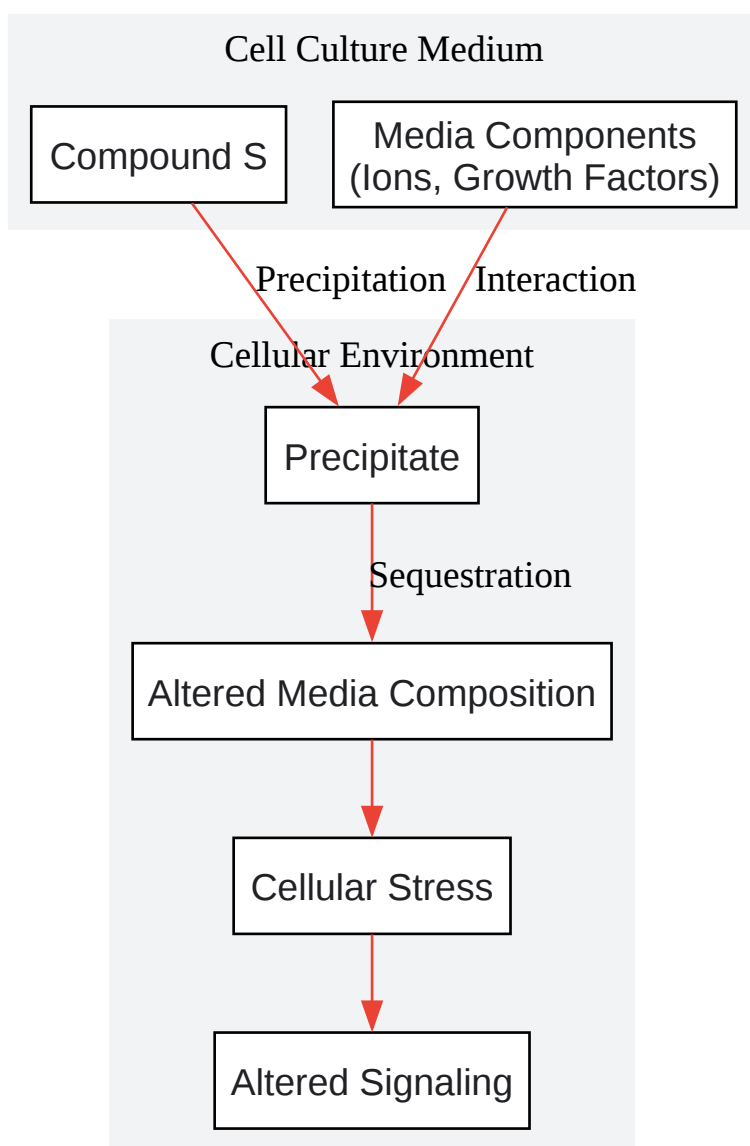 Cell Culture Medium
Compound S
Media Components
(Ions, Growth Factors)
Precipitation
Interaction
Cellular Environment
Precipitate
Sequestration
Altered Media Composition
Cellular Stress
Altered Signaling